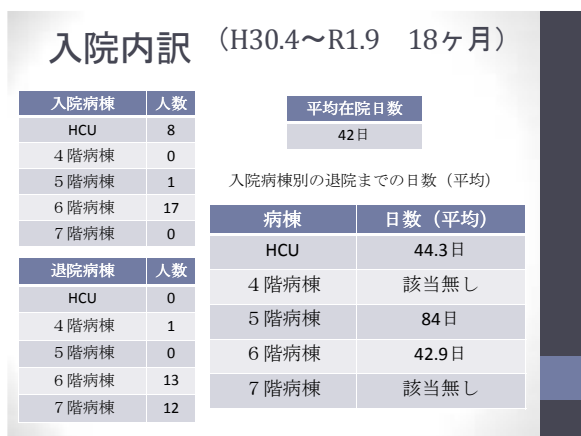 入院内訳 （H30.4～R1.9　18ヶ月）
入院病棟 人数
HCU 8
４階病棟 0
５階病棟 1
６階病棟 17
７階病棟 0
退院病棟 人数
HCU 0
４階病棟 1
５階病棟 0
６階病棟 13
７階病棟 12
平均在院日数
42日
入院病棟別の退院までの日数（平均）
病棟 日数（平均）
HCU 44.3日
４階病棟 該当無し
５階病棟 84日
６階病棟 42.9日
７階病棟 該当無し